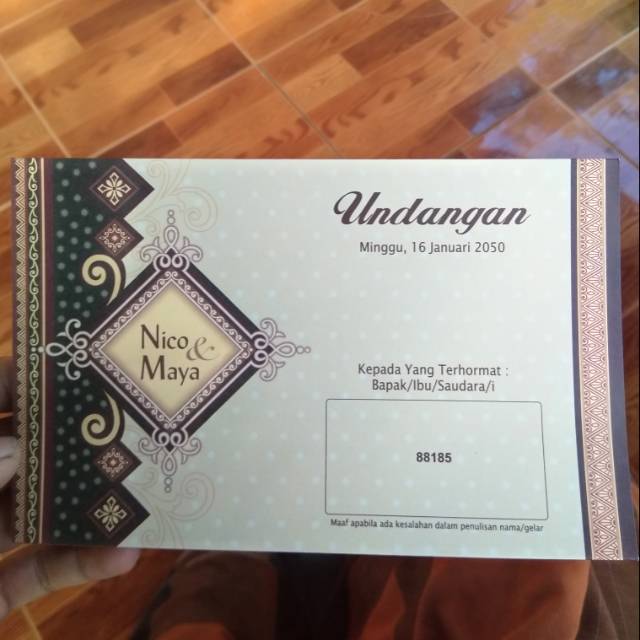 Nico
&
Maya
Undangan
Minggu, 16 Januari 2050
Kepada Yang Terhormat :
Bapak/Ibu/Saudara/i
88185
Maaf apabila ada kesalahan dalam penulisan nama/gelar